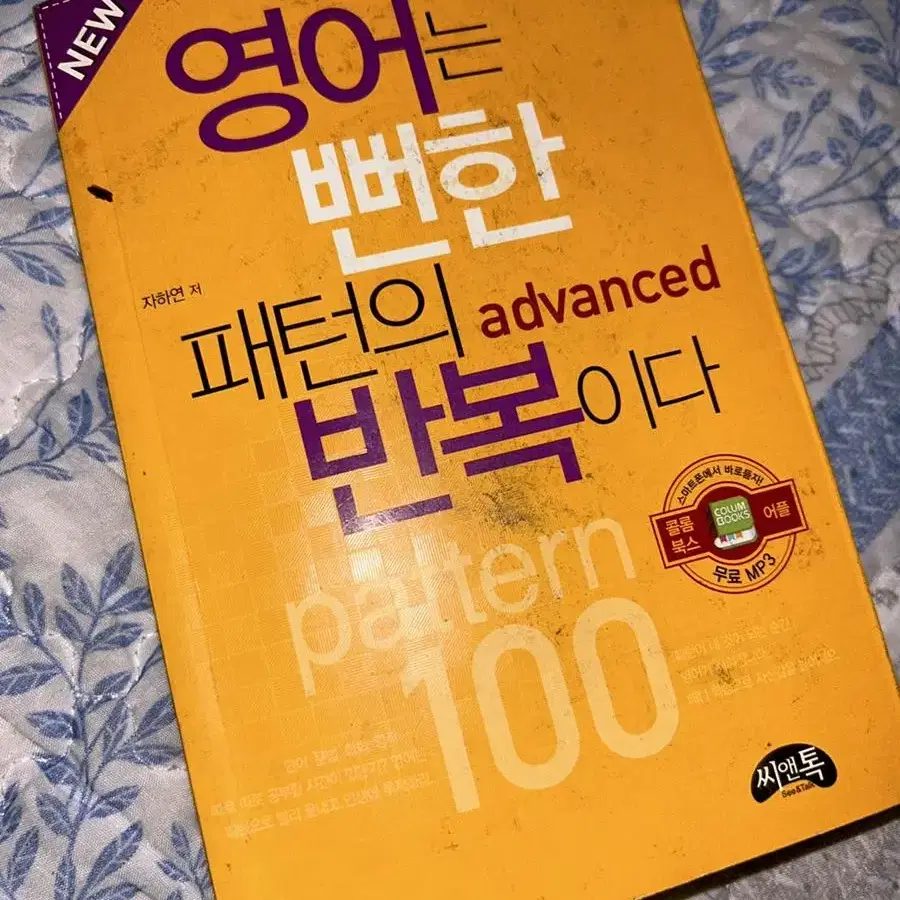 NEW
영어는
뻔한
자하연 저
패턴의 advanced
반복이다
스마트폰에서 바로듣자!
콜롬
북스
COLUM
BOOKS
어플
무료 MP3
pattern
100
씨앤톡
See&Talk